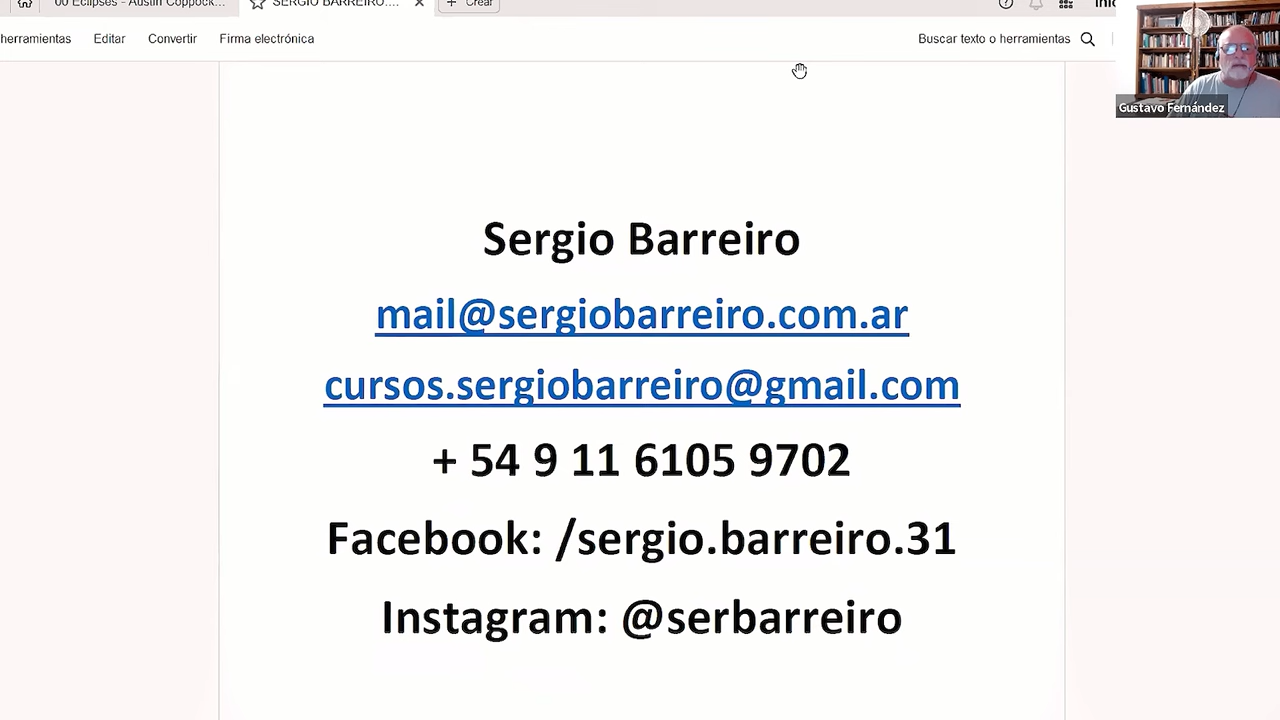 00 Eclipses - Austin Coppock...
SERGIO BARREIRO....
+ Crear
herramientas
Editar
Convertir
Firma electrónica
Buscar texto o herramientas
Gustavo Fernández
Sergio Barreiro
mail@sergiobarreiro.com.ar
cursos.sergiobarreiro@gmail.com
+ 54 9 11 6105 9702
Facebook: /sergio.barreiro.31
Instagram: @serbarreiro